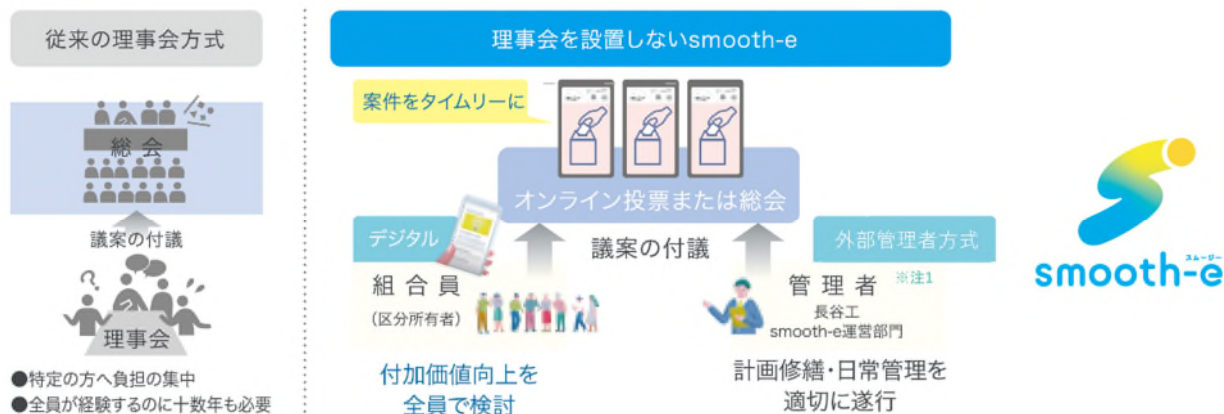 従来の理事会方式
総会
議案の付議
理事会
●特定の方へ負担の集中
●全員が経験するのに十数年も必要
理事会を設置しないsmooth-e
案件をタイムリーに
オンライン投票または総会
デジタル
議案の付議
外部管理者方式
組合員
(区分所有者)
管理者 ※注1
長谷工
smooth-e運営部門
付加価値向上を
全員で検討
計画修繕・日常管理を
適切に遂行
スムージー
smooth-e